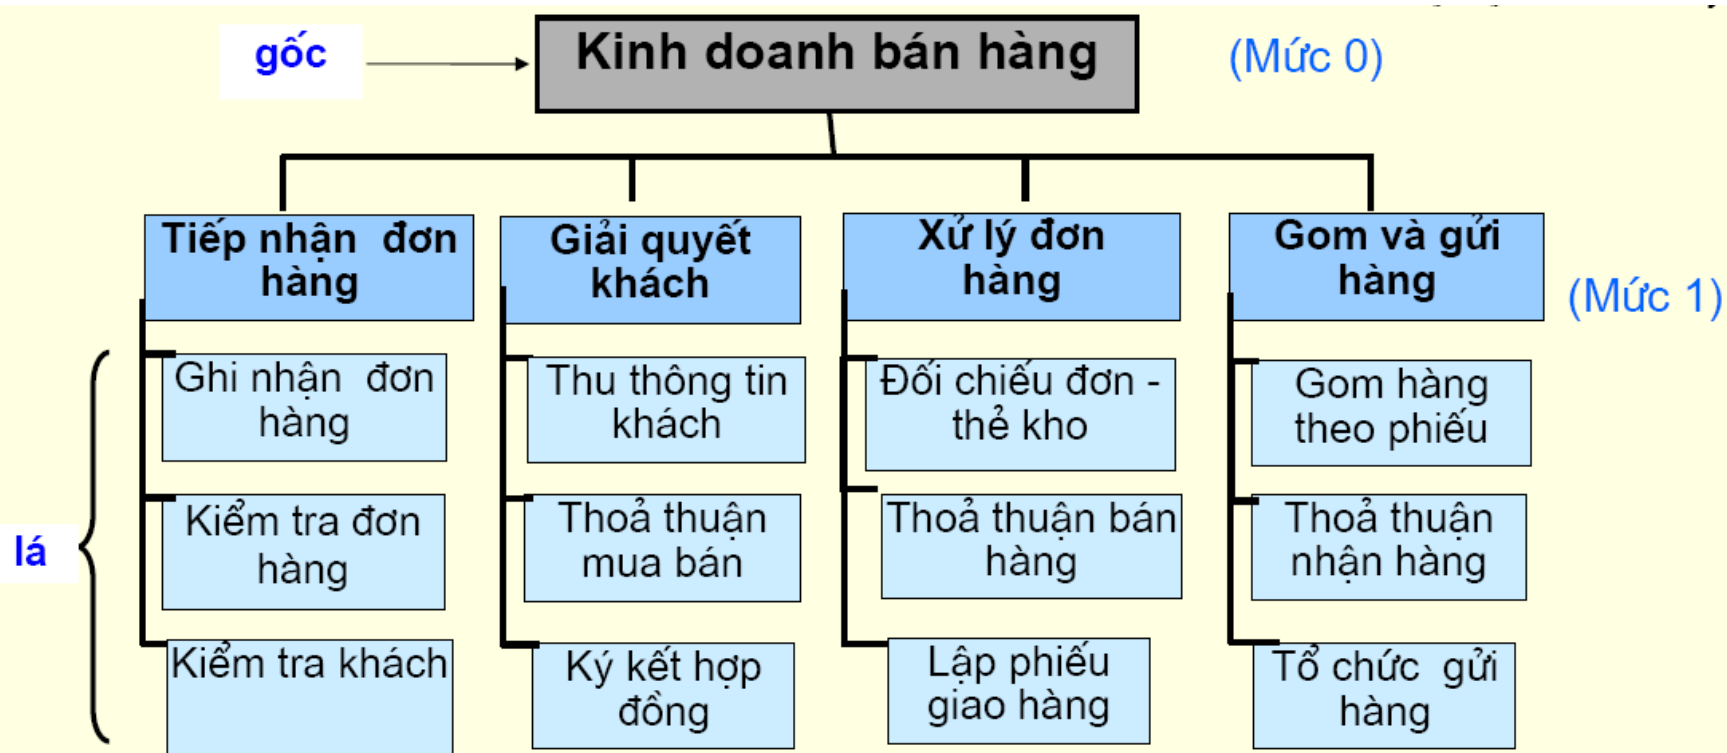 gốc
Kinh doanh bán hàng
(Mức 0)
Tiếp nhận đơn
hàng
Giải quyết
khách
Xử lý đơn
hàng
Gom và gửi
hàng
(Mức 1)
lá
Ghi nhận đơn
hàng
Thu thông tin
khách
Đối chiếu đơn -
thẻ kho
Gom hàng
theo phiếu
Kiểm tra đơn
hàng
Thoả thuận
mua bán
Thoả thuận bán
hàng
Thoả thuận
nhận hàng
Kiểm tra khách
Ký kết hợp
đồng
Lập phiếu
giao hàng
Tổ chức gửi
hàng